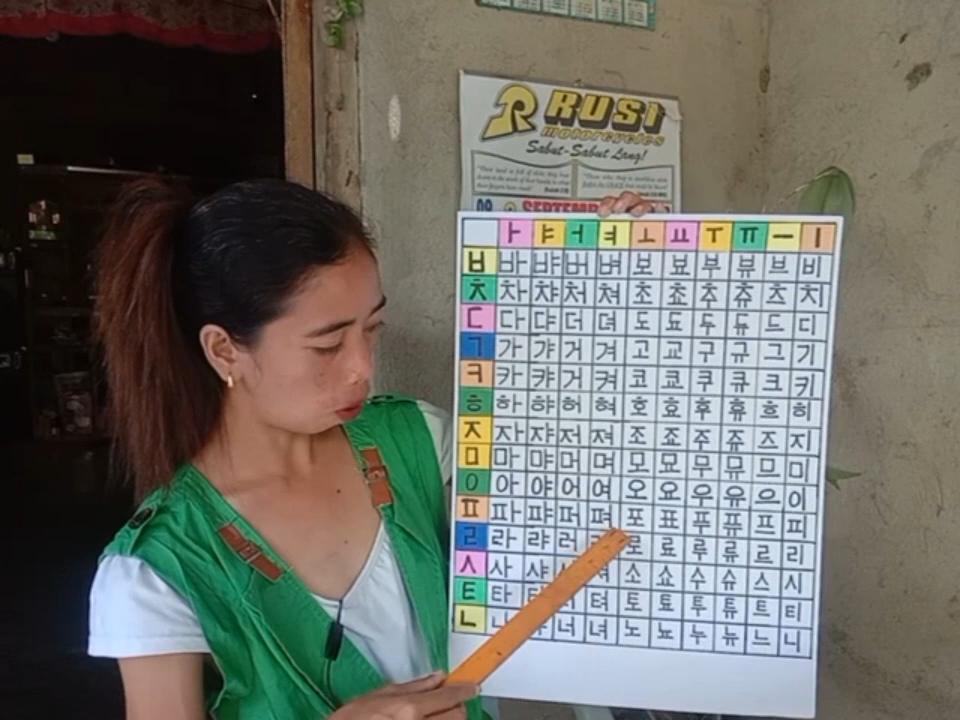 RUSI
motorcycles
Sabut-Sabut Lang!
09 SEPTEMB
ㅏ ㅑ ㅓ ㅕ ㅗ ㅛ ㅜ ㅠ ㅡ ㅣ
ㅂ 바 뱌 버 벼 보 뵤 부 뷰 브 비
ㅊ 차 챠 처 쳐 초 쵸 추 츄 츠 치
ㄷ 다 댜 더 뎌 도 됴 두 듀 드 디
ㄱ 가 갸 거 겨 고 교 구 규 그 기
ㅋ 카 캬 커 켜 코 쿄 쿠 큐 크 키
ㅎ 하 햐 허 혀 호 효 후 휴 흐 히
ㅈ 자 쟈 저 져 조 죠 주 쥬 즈 지
ㅁ 마 먀 머 며 모 묘 무 뮤 므 미
ㅇ 아 야 어 여 오 요 우 유 으 이
ㅍ 파 퍄 퍼 펴 포 표 푸 퓨 프 피
ㄹ 라 랴 러 로 료 루 류 르 리
ㅅ 사 샤 소 쇼 수 슈 스 시
ㅌ 타 텨 토 툐 투 튜 트 티
ㄴ 너 녀 노 뇨 누 뉴 느 니